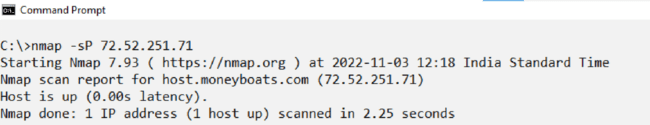 Command Prompt
C:\>nmap -sP 72.52.251.71
Starting Nmap 7.93 ( https://nmap.org ) at 2022-11-03 12:18 India Standard Time
Nmap scan report for host.moneyboats.com (72.52.251.71)
Host is up (0.00s latency).
Nmap done: 1 IP address (1 host up) scanned in 2.25 seconds